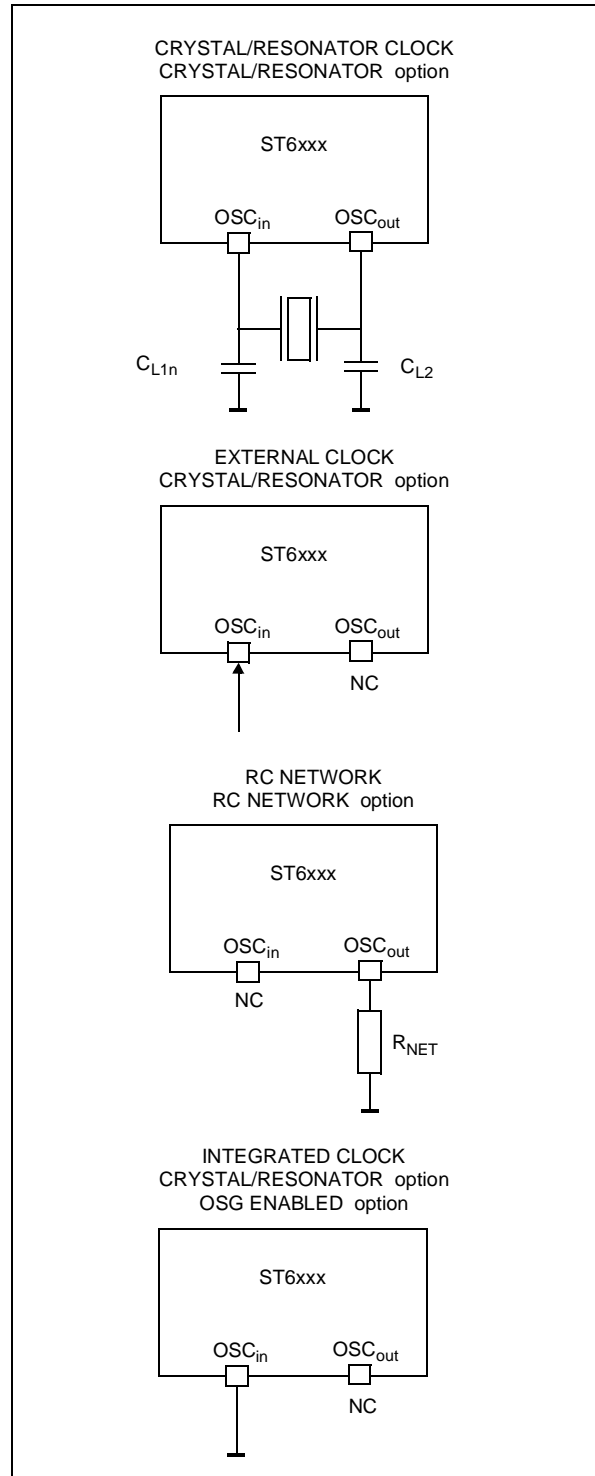 CRYSTAL/RESONATOR CLOCK
CRYSTAL/RESONATOR option
ST6xxx
OSCin OSCout
CL1n CL2
EXTERNAL CLOCK
CRYSTAL/RESONATOR option
ST6xxx
OSCin OSCout
NC
RC NETWORK
RC NETWORK option
ST6xxx
OSCin OSCout
NC
RNET
INTEGRATED CLOCK
CRYSTAL/RESONATOR option
OSG ENABLED option
ST6xxx
OSCin OSCout
NC